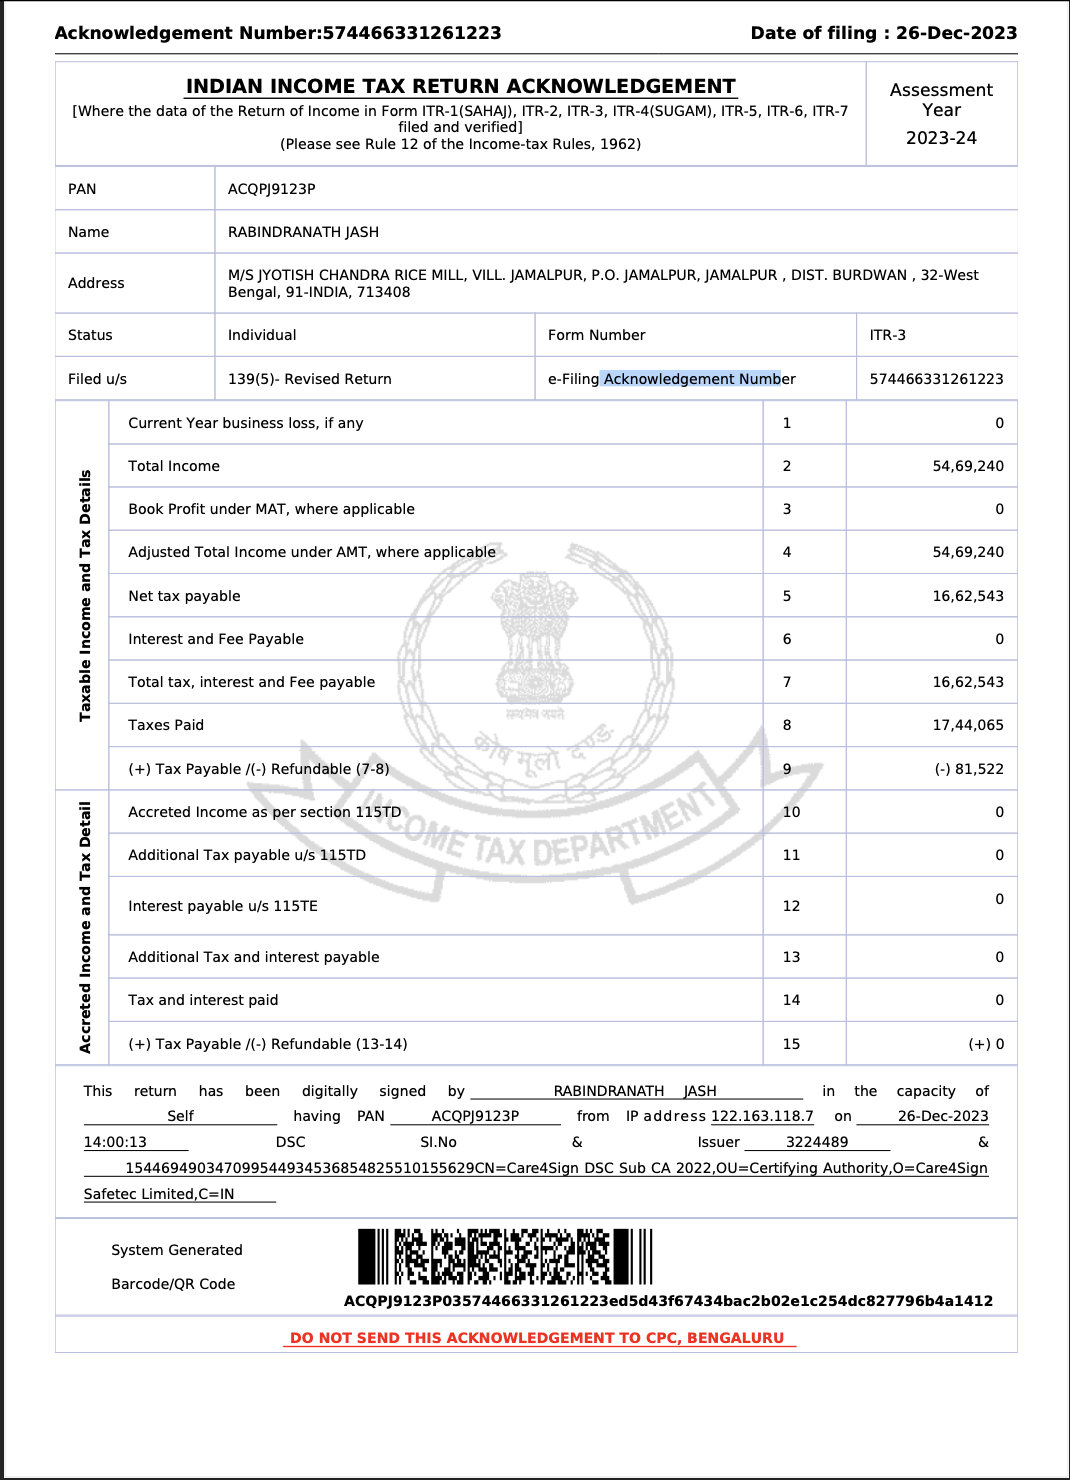 Acknowledgement Number:574466331261223 Date of filing : 26-Dec-2023
INDIAN INCOME TAX RETURN ACKNOWLEDGEMENT
[Where the data of the Return of Income in Form ITR-1(SAHAJ), ITR-2, ITR-3, ITR-4(SUGAM), ITR-5, ITR-6, ITR-7
filed and verified]
(Please see Rule 12 of the Income-tax Rules, 1962)
Assessment
Year
2023-24
PAN ACQPJ9123P
Name RABINDRANATH JASH
Address M/S JYOTISH CHANDRA RICE MILL, VILL. JAMALPUR, P.O. JAMALPUR, JAMALPUR , DIST. BURDWAN , 32-West
Bengal, 91-INDIA, 713408
Status Individual Form Number ITR-3
Filed u/s 139(5)- Revised Return e-Filing Acknowledgement Number 574466331261223
Taxable Income and Tax Details
Current Year business loss, if any 1 0
Total Income 2 54,69,240
Book Profit under MAT, where applicable 3 0
Adjusted Total Income under AMT, where applicable 4 54,69,240
Net tax payable 5 16,62,543
Interest and Fee Payable 6 0
Total tax, interest and Fee payable 7 16,62,543
Taxes Paid 8 17,44,065
(+) Tax Payable /(-) Refundable (7-8) 9 (-) 81,522
Accreted Income and Tax Detail
Accreted Income as per section 115TD 10 0
Additional Tax payable u/s 115TD 11 0
Interest payable u/s 115TE 12 0
Additional Tax and interest payable 13 0
Tax and interest paid 14 0
(+) Tax Payable /(-) Refundable (13-14) 15 (+) 0
सत्यमेव जयते
कोष मूलो दण्ड:
INCOME TAX DEPARTMENT
This return has been digitally signed by RABINDRANATH JASH in the capacity of
Self having PAN ACQPJ9123P from IP address 122.163.118.7 on 26-Dec-2023
14:00:13 DSC SI.No & Issuer 3224489 &
15446949034709954493453685482551015​5629CN=Care4Sign DSC Sub CA 2022,OU=Certifying Authority,O=Care4Sign
Safetec Limited,C=IN
System Generated
Barcode/QR Code
ACQPJ9123P03574466331261223ed5d43f67434bac2b02e1c254dc827796b4a1412
DO NOT SEND THIS ACKNOWLEDGEMENT TO CPC, BENGALURU